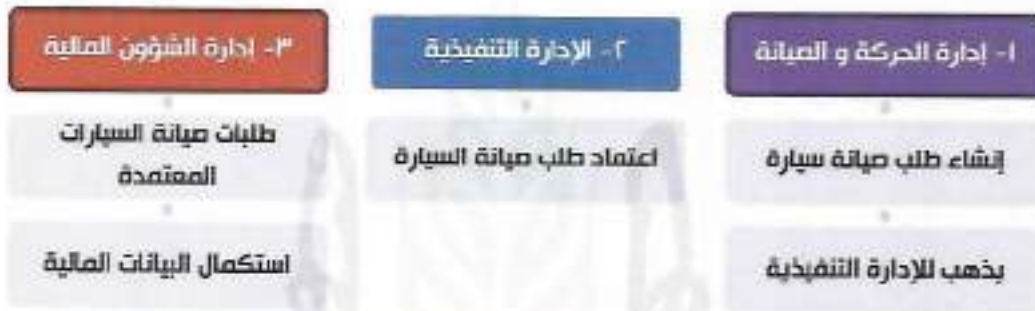 ١- إدارة الحركة و الصيانة
إنشاء طلب صيانة سيارة
يذهب للإدارة التنفيذية
٢- الإدارة التنفيذية
اعتماد طلب صيانة السيارة
٣- إدارة الشؤون المالية
طلبات صيانة السيارات
المعتمدة
استكمال البيانات المالية